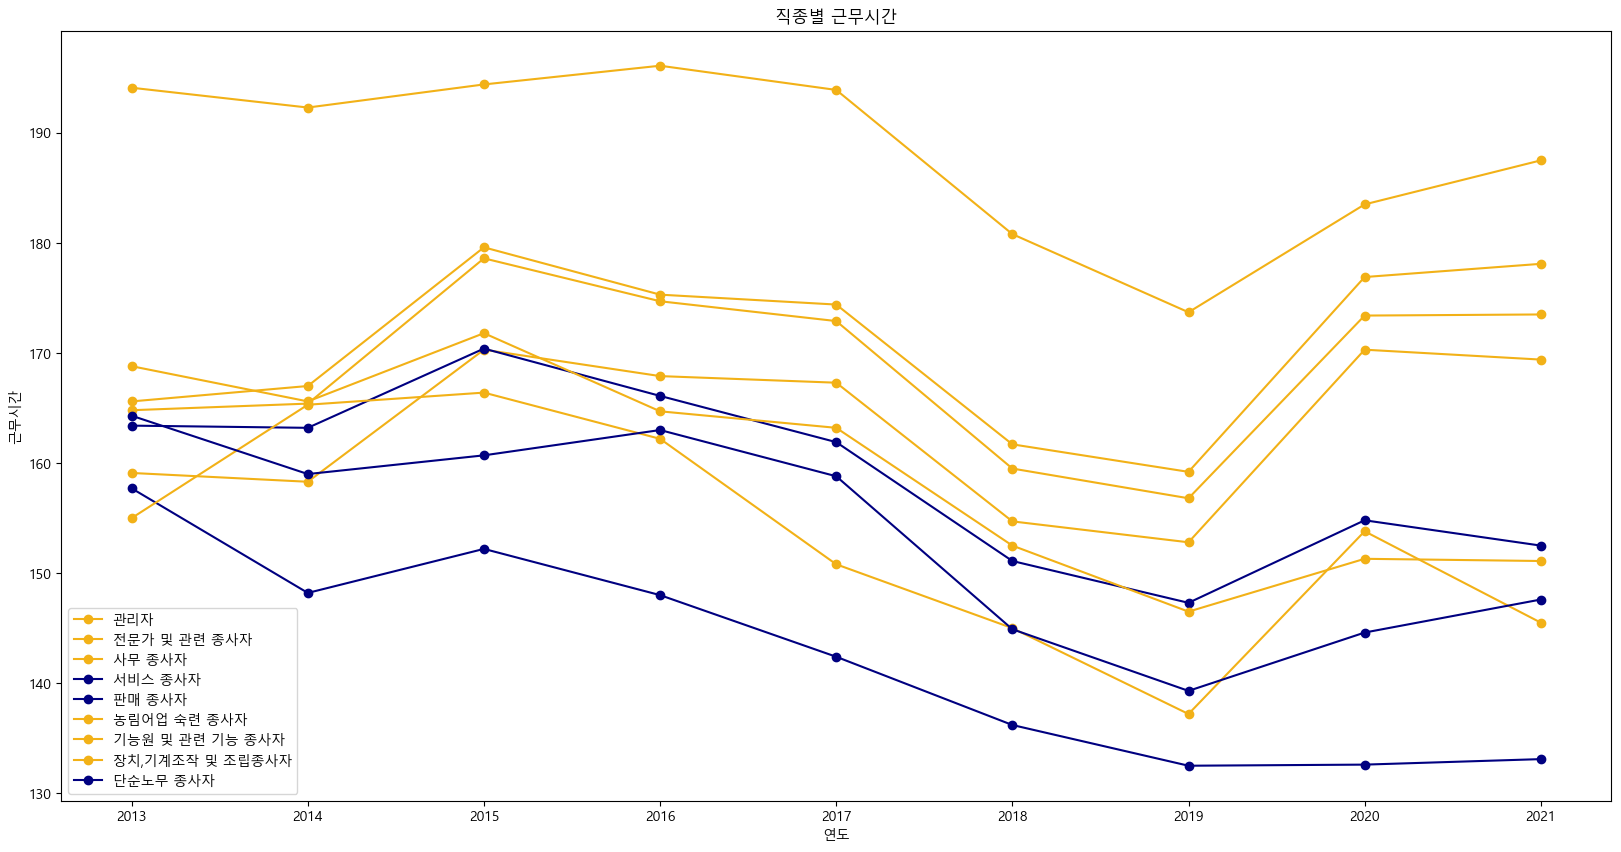 직종별 근무시간
근무시간
190
180
170
160
150
140
130
관리자
전문가 및 관련 종사자
사무 종사자
서비스 종사자
판매 종사자
농림어업 숙련 종사자
기능원 및 관련 기능 종사자
장치,기계조작 및 조립종사자
단순노무 종사자
2013 2014 2015 2016 2017 2018 2019 2020 2021
연도